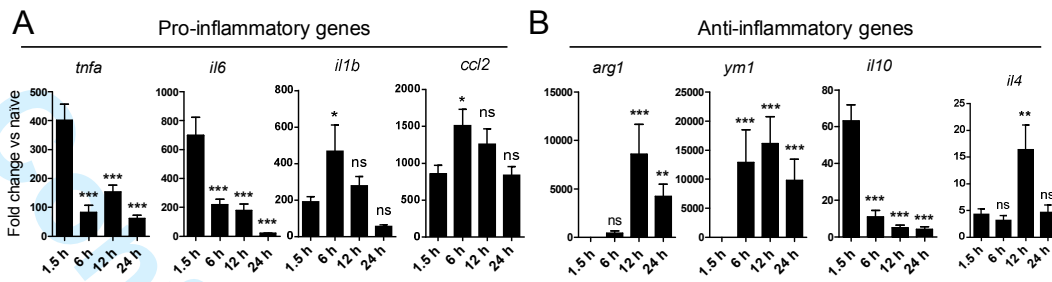 A
Pro-inflammatory genes
B
Anti-inflammatory genes
tnfa
il6
il1b
ccl2
arg1
ym1
il10
il4
Fold change vs naïve
500
400
300
200
100
0
***
***
***
1.5 h
6 h
12 h
24 h
1000
800
600
400
200
0
***
***
***
1.5 h
6 h
12 h
24 h
800
600
400
200
0
*
ns
ns
1.5 h
6 h
12 h
24 h
2000
1500
1000
500
0
*
ns
ns
1.5 h
6 h
12 h
24 h
15000
10000
5000
0
ns
***
**
1.5 h
6 h
12 h
24 h
25000
20000
15000
10000
5000
0
***
***
***
1.5 h
6 h
12 h
24 h
80
60
40
20
0
***
***
***
1.5 h
6 h
12 h
24 h
25
20
15
10
5
0
ns
**
ns
1.5 h
6 h
12 h
24 h